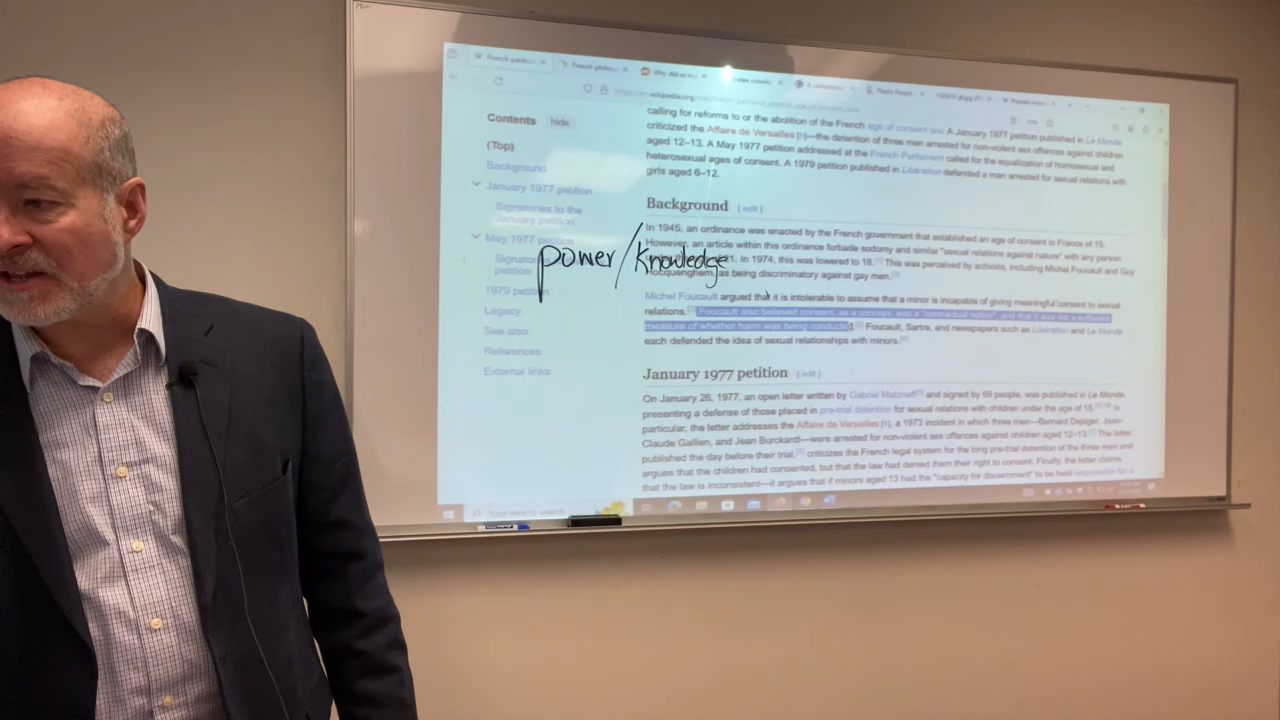 French petition
French philos
Why did so m
Contents hide
(Top)
Background
January 1977 petition
Signatories to the
January petition
May 1977 petition
petition
1979 petition
Legacy
See also
References
External links
calling for reforms to or the abolition of the French age of consent law. A January 1977 petition published in Le Monde
criticized the Affaire de Versailles [fr]—the detention of three men arrested for non-violent sex offences against children
aged 12–13. A May 1977 petition addressed at the French Parliament called for the equalization of homosexual and
heterosexual ages of consent. A 1979 petition published in Libération defended a man arrested for sexual relations with
girls aged 6–12.
Background [ edit ]
In 1945, an ordinance was enacted by the French government that established an age of consent in France of 15.
However, an article within this ordinance forbade sodomy and similar "sexual relations against nature" with any person
21. In 1974, this was lowered to 18.[1] This was perceived by activists, including Michel Foucault and Guy
Hocquenghem, as being discriminatory against gay men.[2]
power/Knowledge
Michel Foucault argued that it is intolerable to assume that a minor is incapable of giving meaningful consent to sexual
relations. Foucault also believed consent, as a concept, was a "contractual notion", and that it was not a sufficient
measure of whether harm was being conducted. Foucault, Sartre, and newspapers such as Libération and Le Monde
each defended the idea of sexual relationships with minors.[4]
January 1977 petition [ edit ]
On January 26, 1977, an open letter written by Gabriel Matzneff and signed by 69 people, was published in Le Monde,
presenting a defense of those placed in pre-trial detention for sexual relations with children under the age of 15. In
particular, the letter addresses the Affaire de Versailles [fr], a 1973 incident in which three men—Bernard Dejager, Jean-
Claude Gallien, and Jean Burckardt—were arrested for non-violent sex offences against children aged 12–13. The letter,
published the day before their trial, criticizes the French legal system for the long pre-trial detention of the three men and
argues that the children had consented, but that the law had denied them their right to consent. Finally, the letter claims
that the law is inconsistent—it argues that if minors aged 13 had the "capacity for discernment" to be held responsible for a
Type here to search